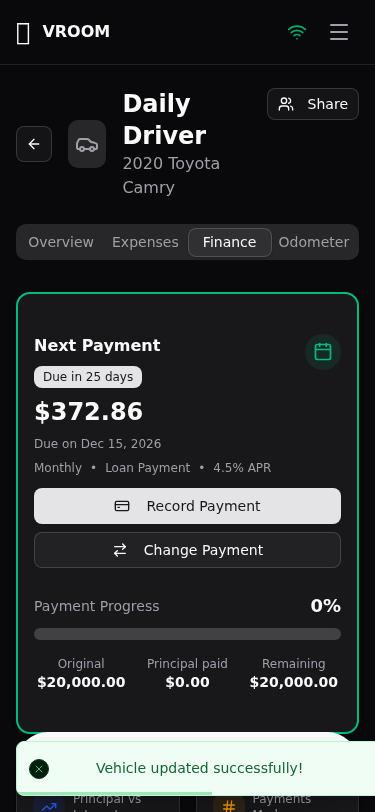 VROOM
Daily
Driver
2020 Toyota
Camry
Share
Overview Expenses Finance Odometer
Next Payment
Due in 25 days
$372.86
Due on Dec 15, 2026
Monthly • Loan Payment • 4.5% APR
Record Payment
Change Payment
Payment Progress 0%
Original Principal paid Remaining
$20,000.00 $0.00 $20,000.00
Vehicle updated successfully!
Principal vs Payments